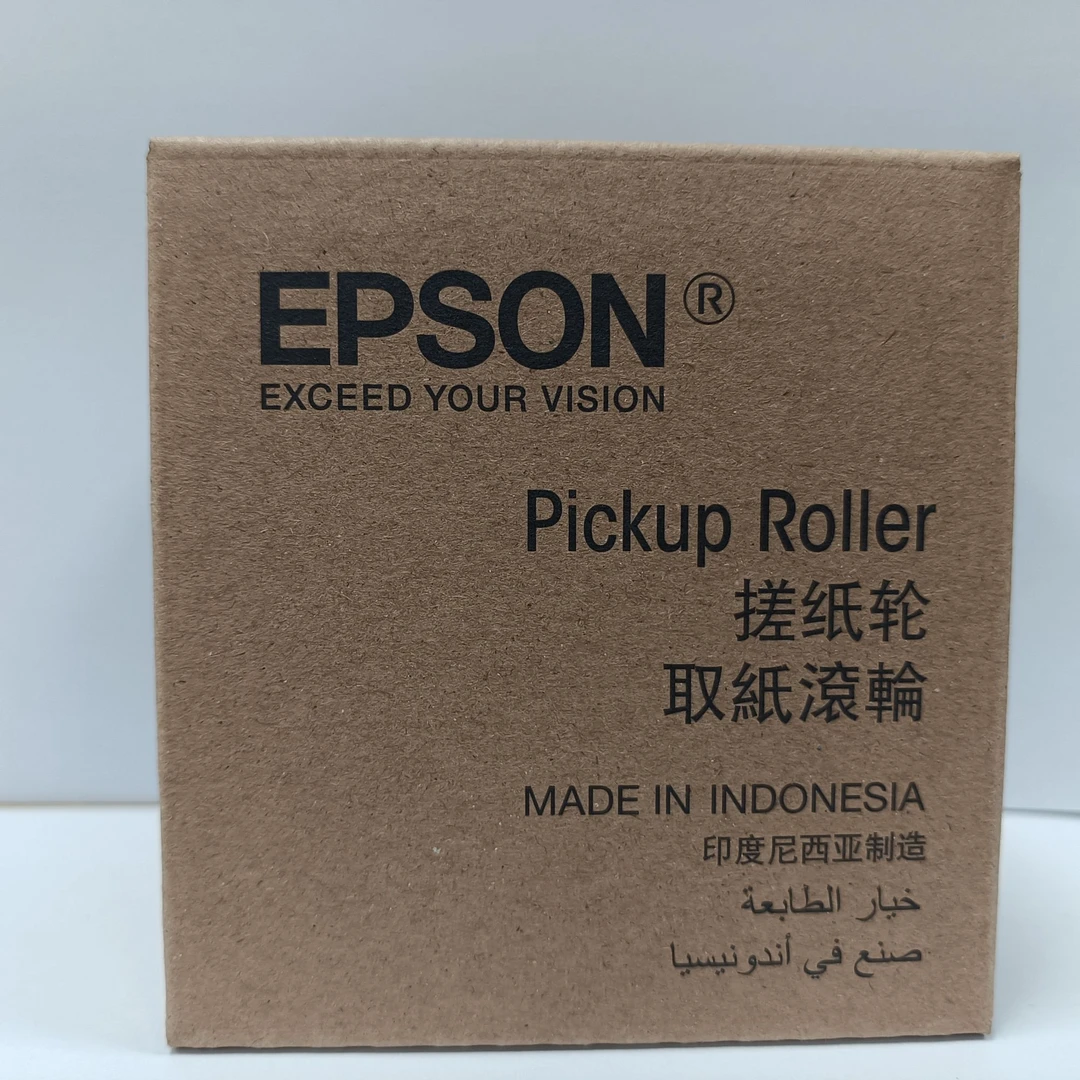 EPSON®
EXCEED YOUR VISION
Pickup Roller
搓纸轮
取紙滾輪
MADE IN INDONESIA
印度尼西亚制造
خيار الطابعة
صنع في أندونيسيا